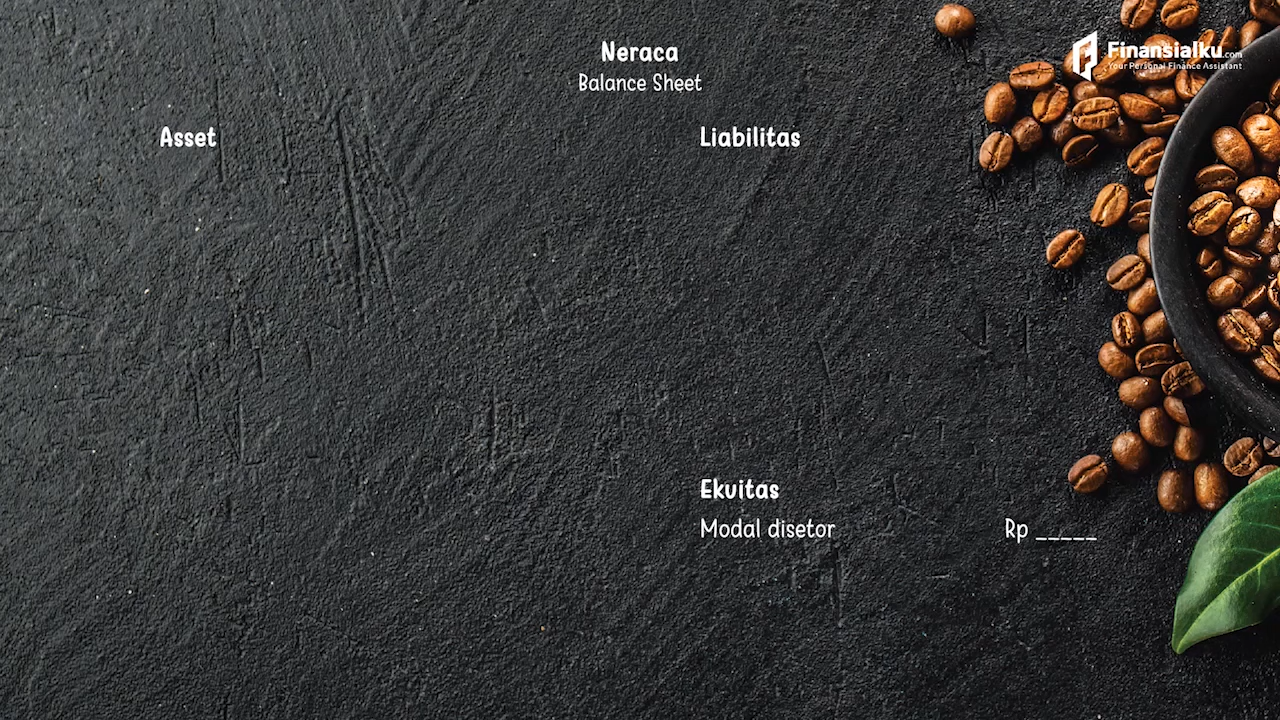 Neraca
Balance Sheet
Finansialku.com
Your Personal Finance Assistant
Asset
Liabilitas
Ekuitas
Modal disetor Rp _____